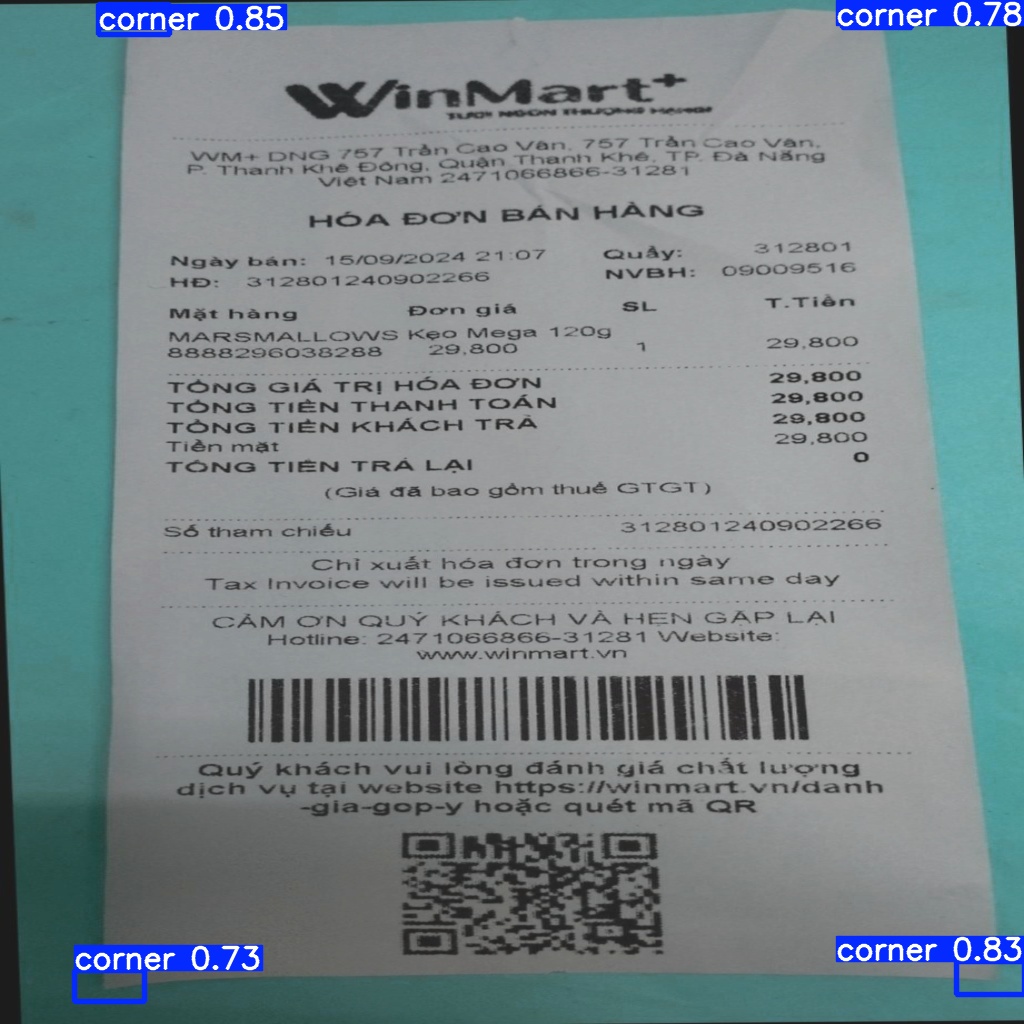 corner 0.85
corner 0.78
WinMart+
TƯƠI NGON THƯỢNG HẠNG!
WM+ DNG 757 Trần Cao Vân, 757 Trần Cao Vân,
P. Thanh Khê Đông, Quận Thanh Khê, TP. Đà Nẵng
Việt Nam 2471066866-31281
HÓA ĐƠN BÁN HÀNG
Ngày bán: 15/09/2024 21:07 Quầy: 312801
HĐ: 312801240902266 NVBH: 09009516
Mặt hàng Đơn giá SL T.Tiền
MARSMALLOWS Kẹo Mega 120g
8888296038288 29,800 1 29,800
TỔNG GIÁ TRỊ HÓA ĐƠN 29,800
TỔNG TIỀN THANH TOÁN 29,800
TỔNG TIỀN KHÁCH TRẢ 29,800
Tiền mặt 29,800
TỔNG TIỀN TRẢ LẠI 0
(Giá đã bao gồm thuế GTGT)
Số tham chiếu 312801240902266
Chỉ xuất hóa đơn trong ngày
Tax Invoice will be issued within same day
CẢM ƠN QUÝ KHÁCH VÀ HẸN GẶP LẠI
Hotline: 2471066866-31281 Website:
www.winmart.vn
Quý khách vui lòng đánh giá chất lượng
dịch vụ tại website https://winmart.vn/danh
-gia-gop-y hoặc quét mã QR
corner 0.73
corner 0.83